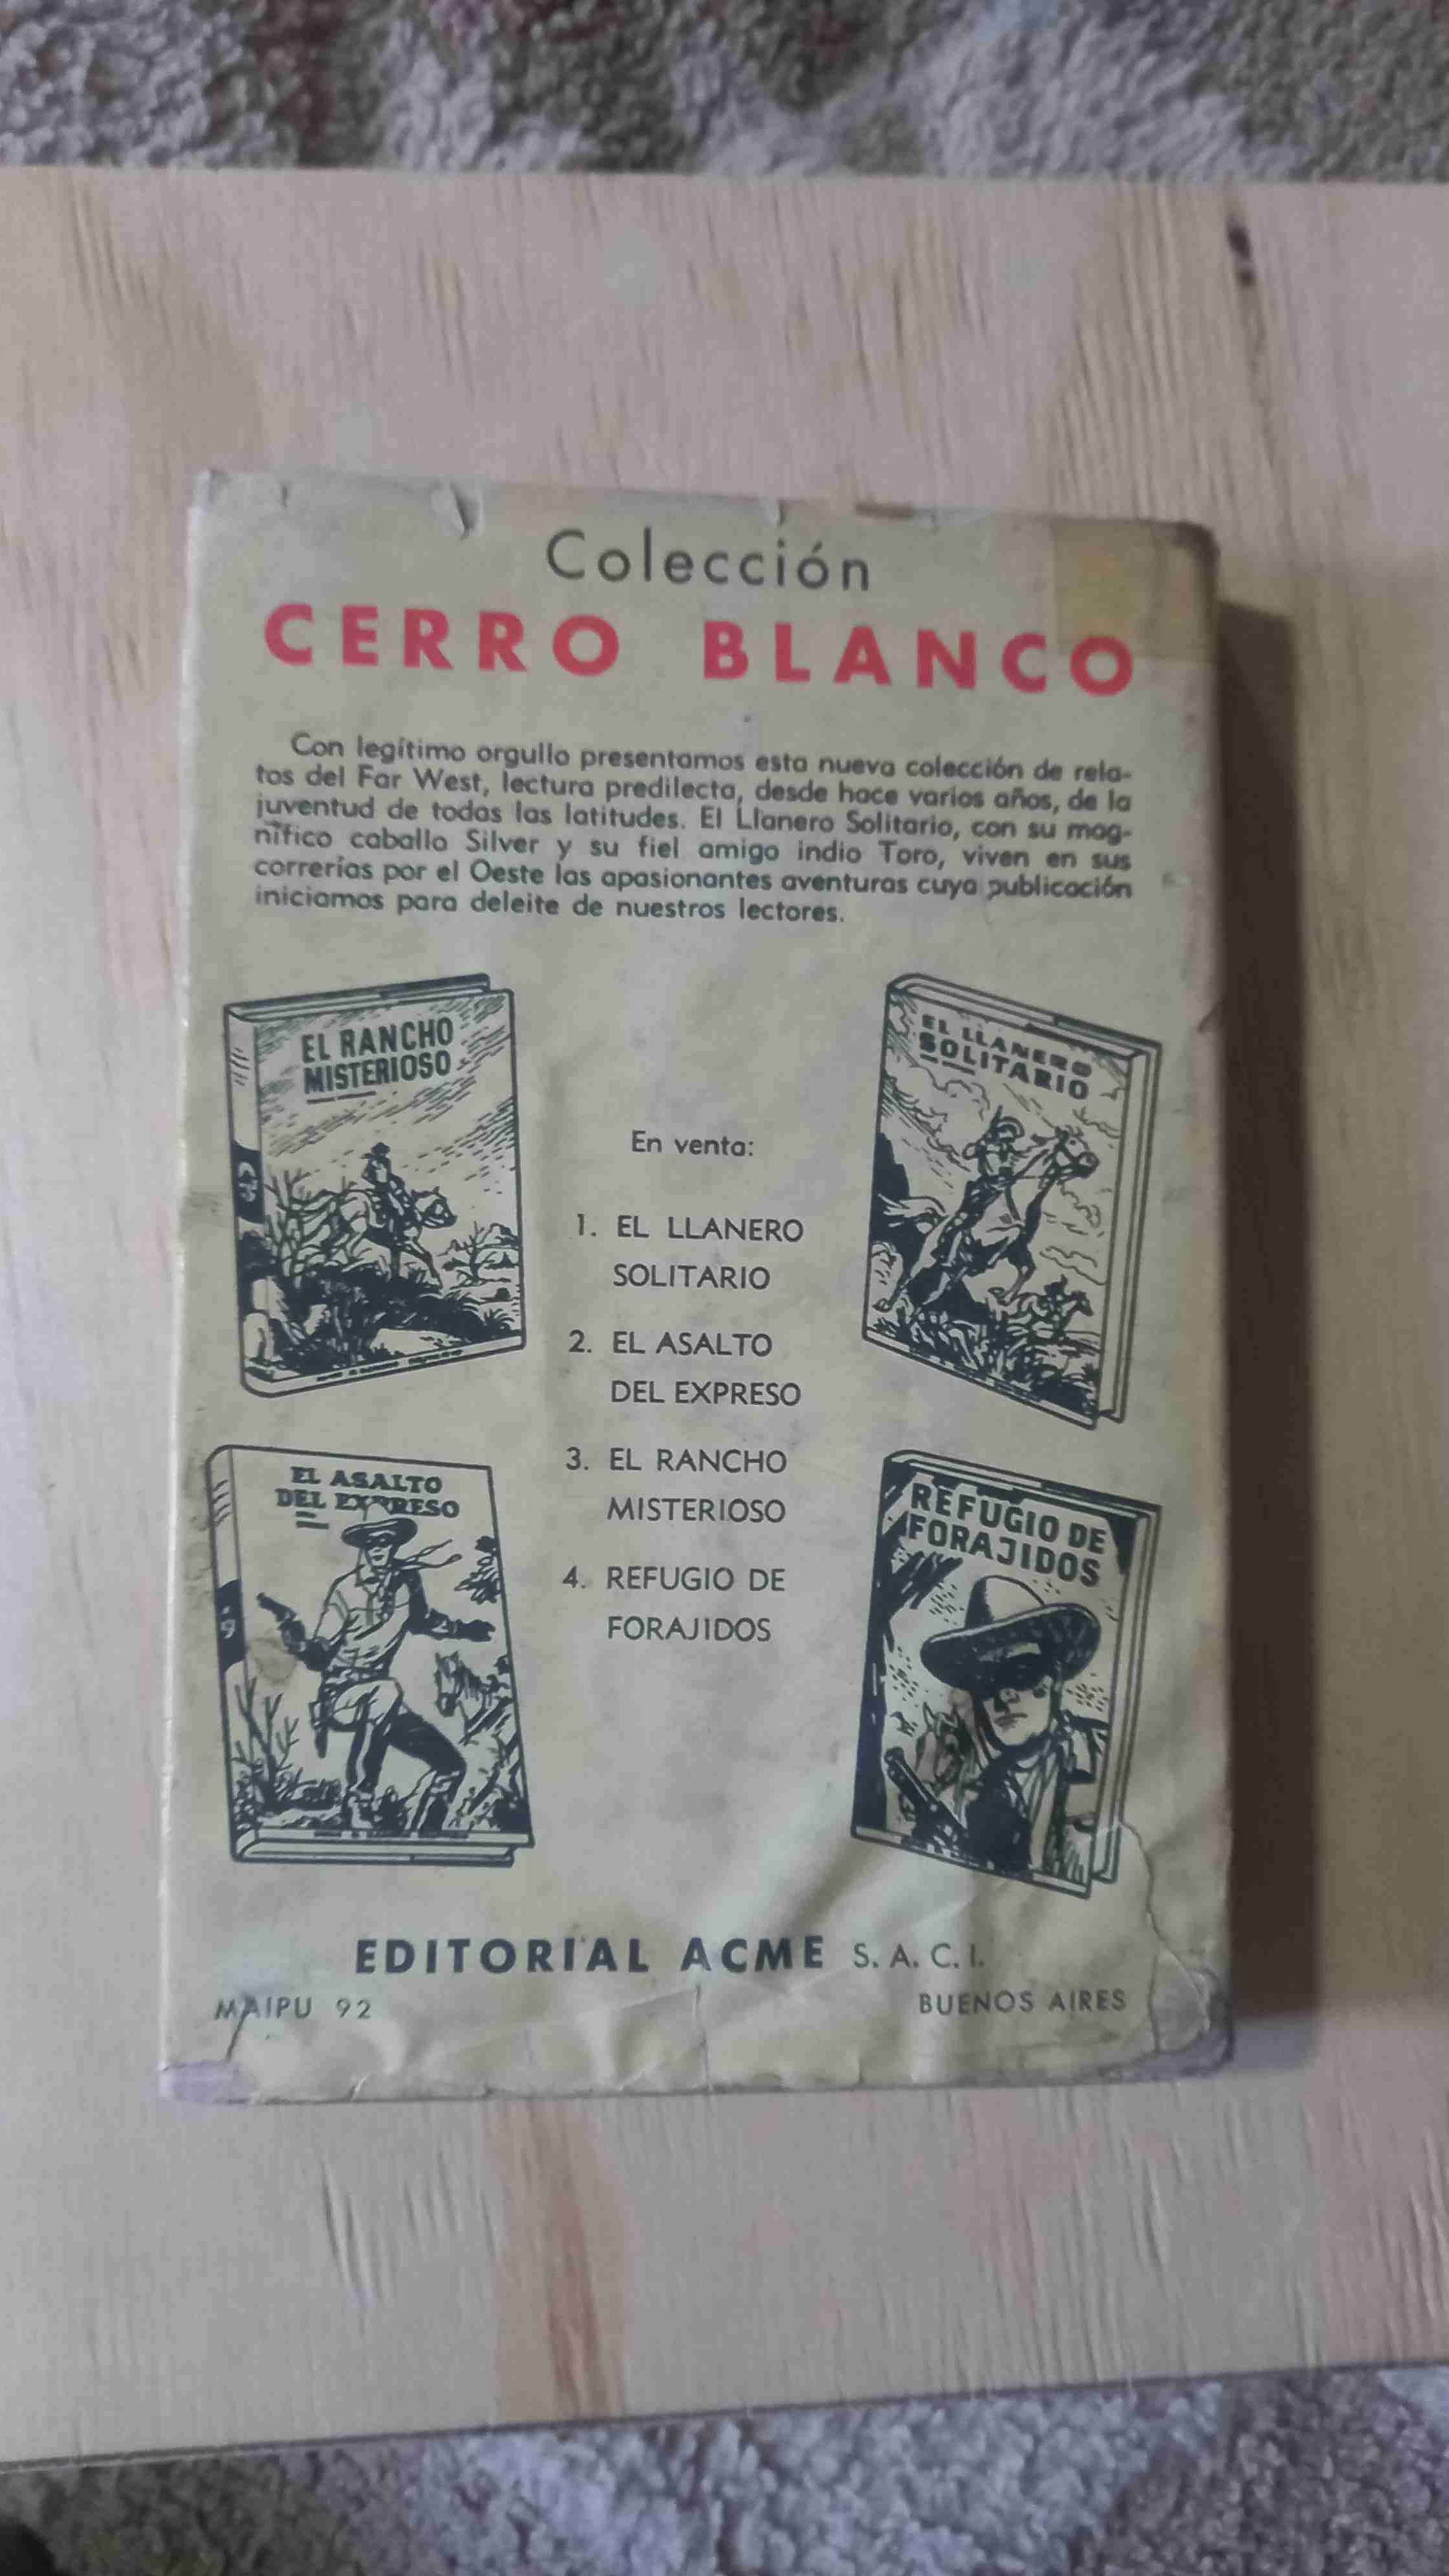 Colección
CERRO BLANCO
Con legítimo orgullo presentamos esta nueva colección de rela-
tos del Far West, lectura predilecta, desde hace varios años, de la
juventud de todas las latitudes. El Llanero Solitario, con su mag-
nífico caballo Silver y su fiel amigo indio Toro, viven en sus
correrías por el Oeste las apasionantes aventuras cuya publicación
iniciamos para deleite de nuestros lectores.
EL RANCHO
MISTERIOSO
EL LLANERO
SOLITARIO
En venta:
1. EL LLANERO
SOLITARIO
2. EL ASALTO
DEL EXPRESO
3. EL RANCHO
MISTERIOSO
4. REFUGIO DE
FORAJIDOS
EL ASALTO
DEL EXPRESO
REFUGIO DE
FORAJIDOS
EDITORIAL ACME S. A. C. I.
MAIPU 92
BUENOS AIRES